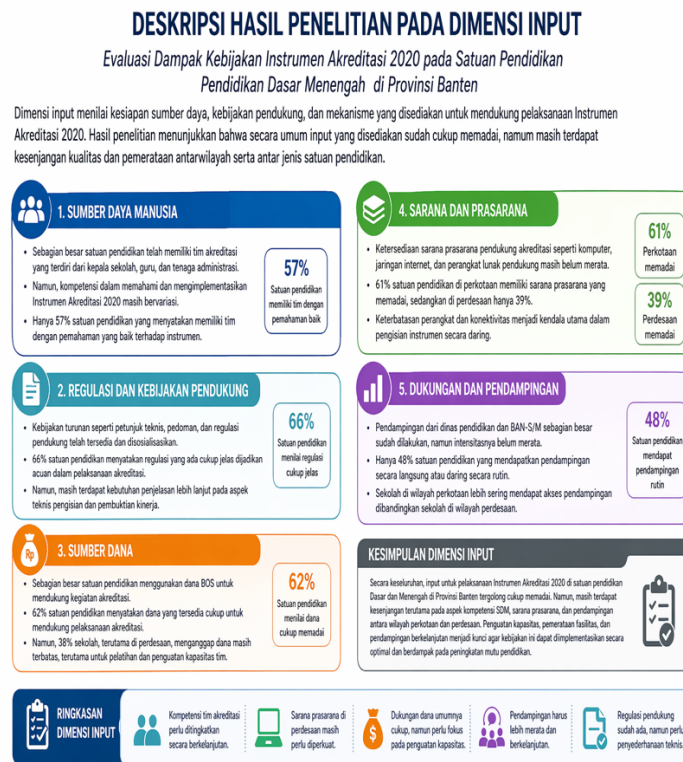 DESKRIPSI HASIL PENELITIAN PADA DIMENSI INPUT
Evaluasi Dampak Kebijakan Instrumen Akreditasi 2020 pada Satuan Pendidikan
Pendidikan Dasar Menengah di Provinsi Banten
Dimensi input menilai kesiapan sumber daya, kebijakan pendukung, dan mekanisme yang disediakan untuk mendukung pelaksanaan Instrumen
Akreditasi 2020. Hasil penelitian menunjukkan bahwa secara umum input yang disediakan sudah cukup memadai, namum masih terdapat
kesenjangan kualitas dan pemerataan antarwilayah serta antar jenis satuan pendidikan.
1. SUMBER DAYA MANUSIA
• Sebagian besar satuan pendidikan telah memiliki tim akreditasi
yang terdiri dari kepala sekolah, guru, dan tenaga administrasi.
• Namun, kompetensi dalam memahami dan mengimplementasikan
Instrumen Akreditasi 2020 masih bervariasi.
• Hanya 57% satuan pendidikan yang menyatakan memiliki tim
dengan pemahaman yang baik terhadap instrumen.
57%
Satuan pendidikan
memiliki tim dengan
pemahaman baik
2. REGULASI DAN KEBIJAKAN PENDUKUNG
• Kebijakan turunan seperti petunjuk teknis, pedoman, dan regulasi
pendukung telah tersedia dan disosialisasikan.
• 66% satuan pendidikan menyatakan regulasi yang ada cukup jelas dijadikan
acuan dalam pelaksanaan akreditasi.
• Namun, masih terdapat kebutuhan penjelasan lebih lanjut pada aspek
teknis pengisian dan pembuktian kinerja.
66%
Satuan pendidikan
menilai regulasi
cukup jelas
3. SUMBER DANA
Rp
• Sebagian besar satuan pendidikan menggunakan dana BOS untuk
mendukung kegiatan akreditasi.
• 62% satuan pendidikan menyatakan dana yang tersedia cukup untuk
mendukung pelaksanaan akreditasi.
• Namun, 38% sekolah, terutama di perdesaan, menganggap dana masih
terbatas, terutama untuk pelatihan dan penguatan kapasitas tim.
62%
Satuan pendidikan
menilai dana
cukup memadai
4. SARANA DAN PRASARANA
• Ketersediaan sarana prasarana pendukung akreditasi seperti komputer,
jaringan internet, dan perangkat lunak pendukung masih belum merata.
• 61% satuan pendidikan di perkotaan memiliki sarana prasarana yang
memadai, sedangkan di perdesaan hanya 39%.
• Keterbatasan perangkat dan konektivitas menjadi kendala utama dalam
pengisian instrumen secara daring.
61%
Perkotaan
memadai
39%
Perdesaan
memadai
5. DUKUNGAN DAN PENDAMPINGAN
• Pendampingan dari dinas pendidikan dan BAN-S/M sebagian besar
sudah dilakukan, namun intensitasnya belum merata.
• Hanya 48% satuan pendidikan yang mendapatkan pendampingan
secara langsung atau daring secara rutin.
• Sekolah di wilayah perkotaan lebih sering mendapat akses pendampingan
dibandingkan sekolah di wilayah perdesaan.
48%
Satuan pendidikan
mendapat
pendampingan
rutin
KESIMPULAN DIMENSI INPUT
Secara keseluruhan, input untuk pelaksanaan Instrumen Akreditasi 2020 di satuan pendidikan
Dasar dan Menengah di Provinsi Banten tergolong cukup memadai. Namun, masih terdapat
kesenjangan terutama pada aspek kompetensi SDM, sarana prasarana, dan pendampingan
antara wilayah perkotaan dan perdesaan. Penguatan kapasitas, pemerataan fasilitas, dan
pendampingan berkelanjutan menjadi kunci agar kebijakan ini dapat diimplementasikan secara
optimal dan berdampak pada peningkatan mutu pendidikan.
RINGKASAN
DIMENSI INPUT
Kompetensi tim akreditasi
perlu ditingkatkan
secara berkelanjutan.
Sarana prasarana di
perdesaan masih
perlu diperkuat.
$
Dukungan dana umumnya
cukup, namun perlu fokus
pada penguatan kapasitas.
Pendampingan harus
lebih merata dan
berkelanjutan.
Regulasi pendukung
sudah ada, namun perlu
penyederhanaan teknis.